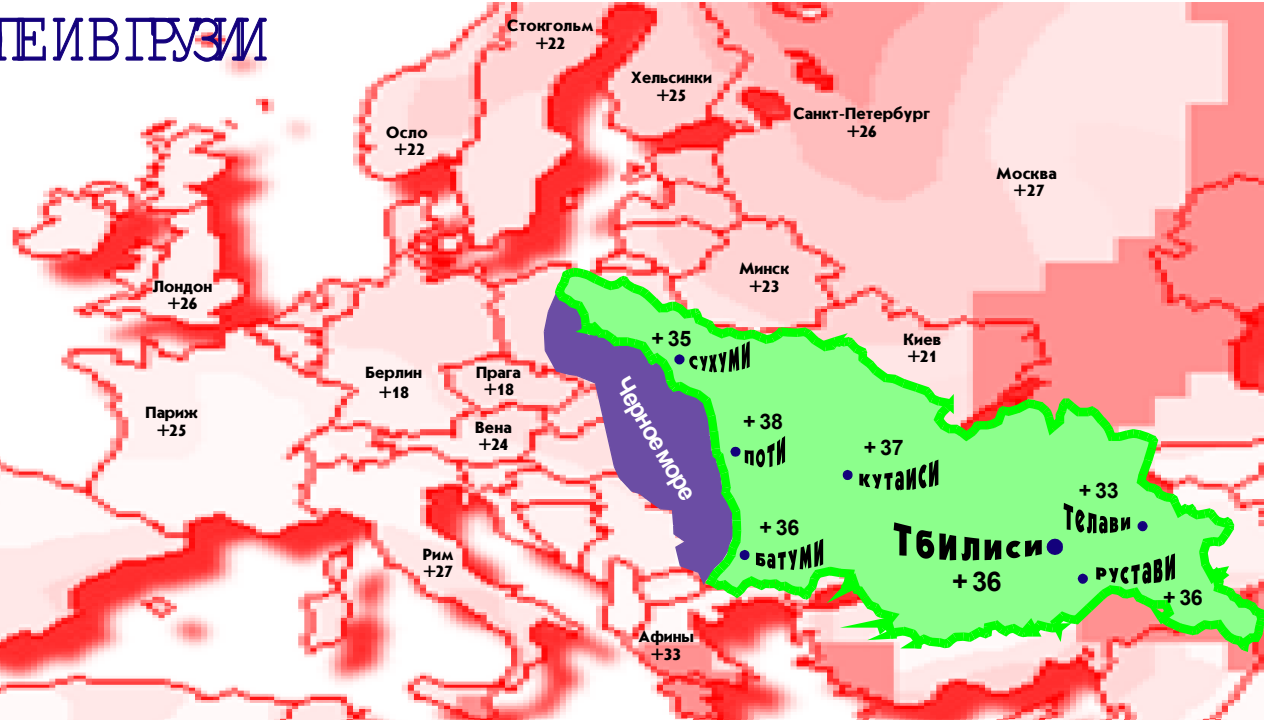 ПЕИ В ГРУЗИИ
Стокгольм
+22
Хельсинки
+25
Санкт-Петербург
+26
Осло
+22
Москва
+27
Лондон
+26
Минск
+23
+ 35
сухуми
Киев
+21
Берлин
+18
Прага
+18
Париж
+25
Вена
+24
Черное море
+ 38
поти
+ 37
кутаиси
+ 33
Телави
Тбилиси
+ 36
+ 36
батуми
рустави
+ 36
Рим
+27
Афины
+33